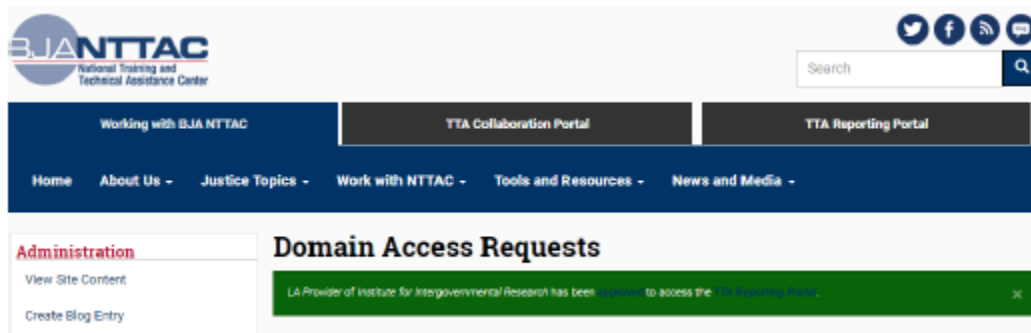 BJANTTAC
National Training and
Technical Assistance Center
Search
Working with BJA NTTAC
TTA Collaboration Portal
TTA Reporting Portal
Home About Us Justice Topics Work with NTTAC Tools and Resources News and Media
Administration
View Site Content
Create Blog Entry
Domain Access Requests
LA Provider of Institute for Intergovernmental Research has been approved to access the TTA Reporting Portal.